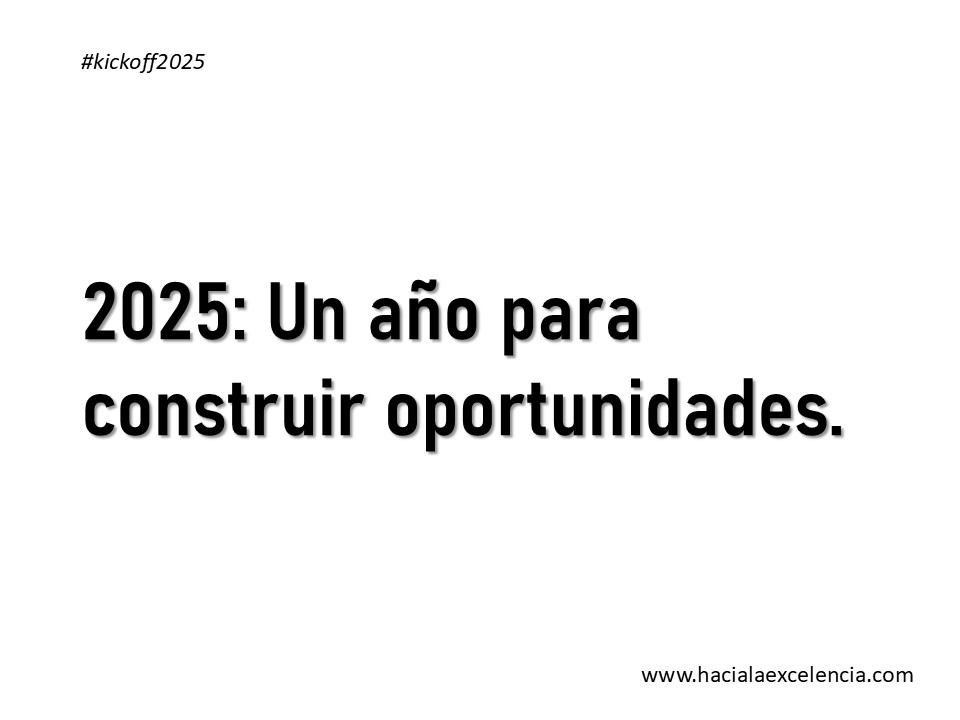 #kickoff2025
2025: Un año para
construir oportunidades.
www.hacialaexcelencia.com